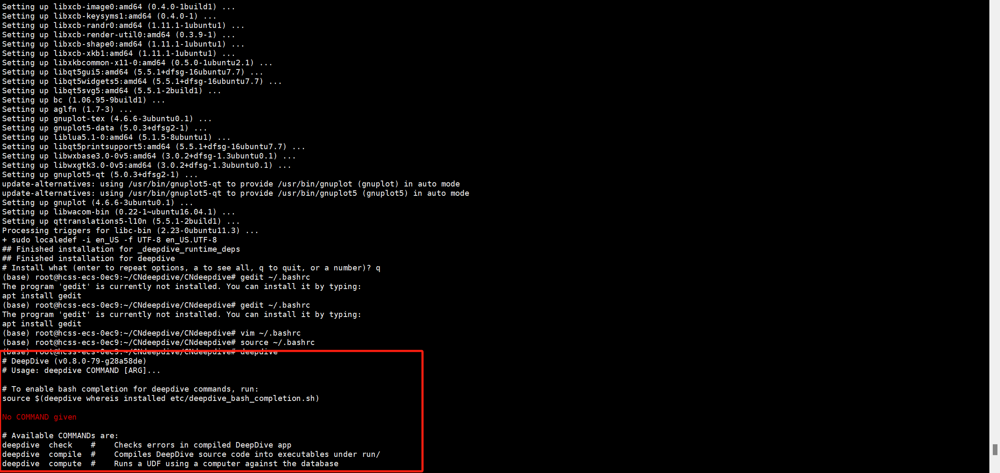 Setting up libxcb-image0:amd64 (0.4.0-1build1) ...
Setting up libxcb-keysyms1:amd64 (0.4.0-1) ...
Setting up libxcb-randr0:amd64 (1.11.1-1ubuntu1) ...
Setting up libxcb-render-util0:amd64 (0.3.9-1) ...
Setting up libxcb-shape0:amd64 (1.11.1-1ubuntu1) ...
Setting up libxcb-xkb1:amd64 (1.11.1-1ubuntu1) ...
Setting up libxkbcommon-x11-0:amd64 (0.5.0-1ubuntu2.1) ...
Setting up libqt5gui5:amd64 (5.5.1+dfsg-16ubuntu7.7) ...
Setting up libqt5widgets5:amd64 (5.5.1+dfsg-16ubuntu7.7) ...
Setting up libqt5svg5:amd64 (5.5.1-2build1) ...
Setting up bc (1.06.95-9build1) ...
Setting up aglfn (1.7-3) ...
Setting up gnuplot-tex (4.6.6-3ubuntu0.1) ...
Setting up gnuplot5-data (5.0.3+dfsg2-1) ...
Setting up liblua5.1-0:amd64 (5.1.5-8ubuntu1) ...
Setting up libqt5printsupport5:amd64 (5.5.1+dfsg-16ubuntu7.7) ...
Setting up libwxbase3.0-0v5:amd64 (3.0.2+dfsg-1.3ubuntu0.1) ...
Setting up libwxgtk3.0-0v5:amd64 (3.0.2+dfsg-1.3ubuntu0.1) ...
Setting up gnuplot5-qt (5.0.3+dfsg2-1) ...
update-alternatives: using /usr/bin/gnuplot5-qt to provide /usr/bin/gnuplot (gnuplot) in auto mode
update-alternatives: using /usr/bin/gnuplot5-qt to provide /usr/bin/gnuplot5 (gnuplot5) in auto mode
Setting up gnuplot (4.6.6-3ubuntu0.1) ...
Setting up libwacom-bin (0.22-1~ubuntu16.04.1) ...
Setting up qttranslations5-l10n (5.5.1-2build1) ...
Processing triggers for libc-bin (2.23-0ubuntu11.3) ...
+ sudo localedef -i en_US -f UTF-8 en_US.UTF-8
## Finished installation for _deepdive_runtime_deps
## Finished installation for deepdive
# Install what (enter to repeat options, a to see all, q to quit, or a number)? q
(base) root@hcss-ecs-0ec9:~/CNdeepdive/CNdeepdive# gedit ~/.bashrc
The program 'gedit' is currently not installed. You can install it by typing:
apt install gedit
(base) root@hcss-ecs-0ec9:~/CNdeepdive/CNdeepdive# gedit ~/.bashrc
The program 'gedit' is currently not installed. You can install it by typing:
apt install gedit
(base) root@hcss-ecs-0ec9:~/CNdeepdive/CNdeepdive# vim ~/.bashrc
(base) root@hcss-ecs-0ec9:~/CNdeepdive/CNdeepdive# source ~/.bashrc
(base) root@hcss-ecs-0ec9:~/CNdeepdive/CNdeepdive# deepdive
# DeepDive (v0.8.0-79-g28a58de)
# Usage: deepdive COMMAND [ARG]...
# To enable bash completion for deepdive commands, run:
source $(deepdive whereis installed etc/deepdive_bash_completion.sh)
No COMMAND given
# Available COMMANDs are:
deepdive  check    #    Checks errors in compiled DeepDive app
deepdive  compile  #    Compiles DeepDive source code into executables under run/
deepdive  compute  #    Runs a UDF using a computer against the database